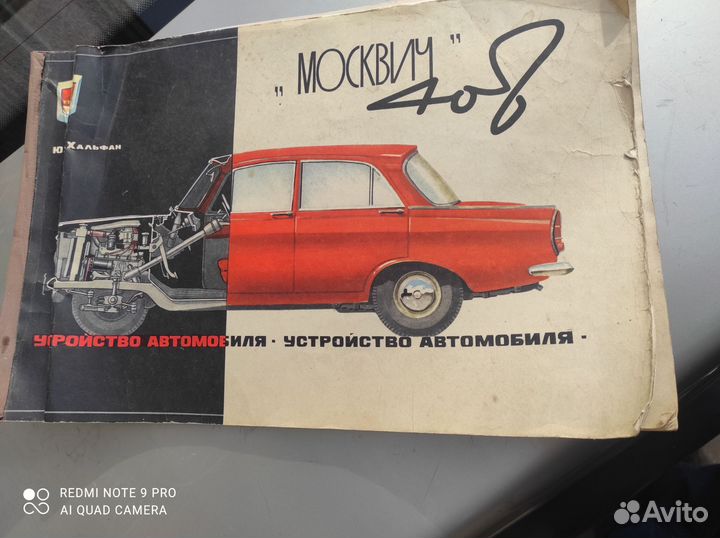 „МОСКВИЧ"
408
Ю. ХАЛЬФАН
УСТРОЙСТВО АВТОМОБИЛЯ · УСТРОЙСТВО АВТОМОБИЛЯ ·
REDMI NOTE 9 PRO
AI QUAD CAMERA
Avito